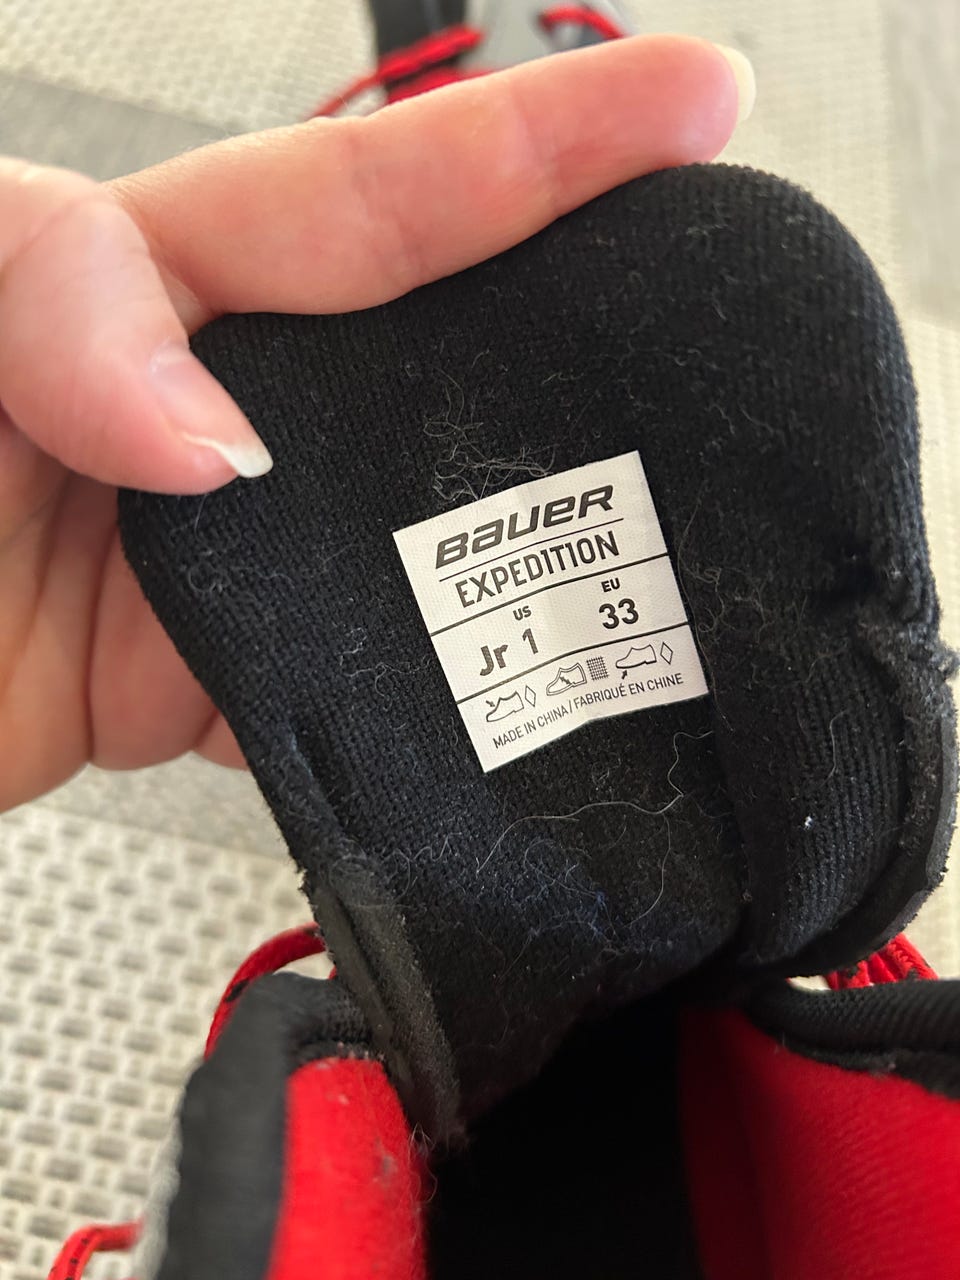 BAUER
EXPEDITION
US EU
Jr 1 33
MADE IN CHINA / FABRIQUÉ EN CHINE